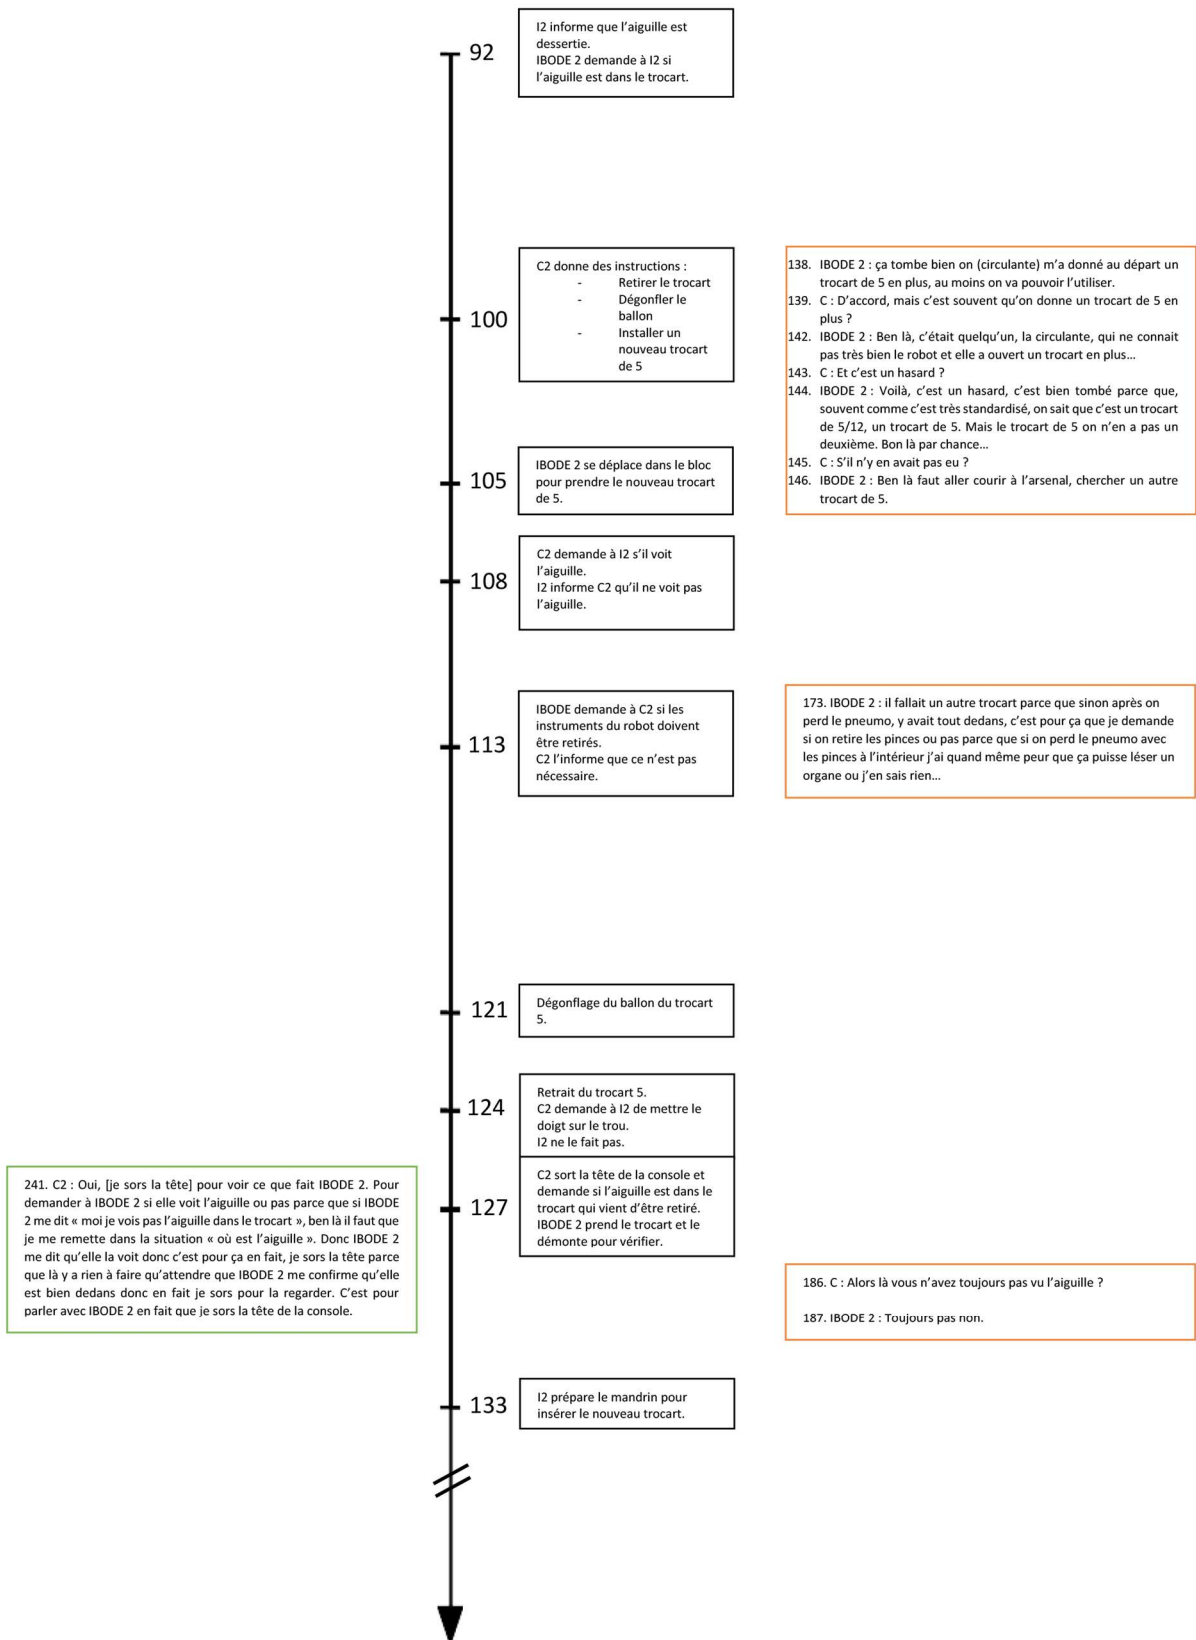 92
I2 informe que l'aiguille est
dessertie.
IBODE 2 demande à I2 si
l'aiguille est dans le trocart.
100
C2 donne des instructions :
- Retirer le trocart
- Dégonfler le
ballon
- Installer un
nouveau trocart
de 5
138. IBODE 2 : ça tombe bien on (circulante) m'a donné au départ un
trocart de 5 en plus, au moins on va pouvoir l'utiliser.
139. C : D'accord, mais c'est souvent qu'on donne un trocart de 5 en
plus ?
142. IBODE 2 : Ben là, c'était quelqu'un, la circulante, qui ne connait
pas très bien le robot et elle a ouvert un trocart en plus...
143. C : Et c'est un hasard ?
144. IBODE 2 : Voilà, c'est un hasard, c'est bien tombé parce que,
souvent comme c'est très standardisé, on sait que c'est un trocart
de 5/12, un trocart de 5. Mais le trocart de 5 on n'en a pas un
deuxième. Bon là par chance...
145. C : S'il n'y en avait pas eu ?
146. IBODE 2 : Ben là faut aller courir à l'arsenal, chercher un autre
trocart de 5.
105
IBODE 2 se déplace dans le bloc
pour prendre le nouveau trocart
de 5.
108
C2 demande à I2 s'il voit
l'aiguille.
I2 informe C2 qu'il ne voit pas
l'aiguille.
113
IBODE demande à C2 si les
instruments du robot doivent
être retirés.
C2 l'informe que ce n'est pas
nécessaire.
173. IBODE 2 : il fallait un autre trocart parce que sinon après on
perd le pneumo, y avait tout dedans, c'est pour ça que je demande
si on retire les pinces ou pas parce que si on perd le pneumo avec
les pinces à l'intérieur j'ai quand même peur que ça puisse léser un
organe ou j'en sais rien...
121
Dégonflage du ballon du trocart
5.
124
Retrait du trocart 5.
C2 demande à I2 de mettre le
doigt sur le trou.
I2 ne le fait pas.
241. C2 : Oui, [je sors la tête] pour voir ce que fait IBODE 2. Pour
demander à IBODE 2 si elle voit l'aiguille ou pas parce que si IBODE
2 me dit « moi je vois pas l'aiguille dans le trocart », ben là il faut que
je me remette dans la situation « où est l'aiguille ». Donc IBODE 2
me dit qu'elle la voit donc c'est pour ça en fait, je sors la tête parce
que là y a rien à faire qu'attendre que IBODE 2 me confirme qu'elle
est bien dedans donc en fait je sors pour la regarder. C'est pour
parler avec IBODE 2 en fait que je sors la tête de la console.
127
C2 sort la tête de la console et
demande si l'aiguille est dans le
trocart qui vient d'être retiré.
IBODE 2 prend le trocart et le
démonte pour vérifier.
186. C : Alors là vous n'avez toujours pas vu l'aiguille ?
187. IBODE 2 : Toujours pas non.
133
I2 prépare le mandrin pour
insérer le nouveau trocart.